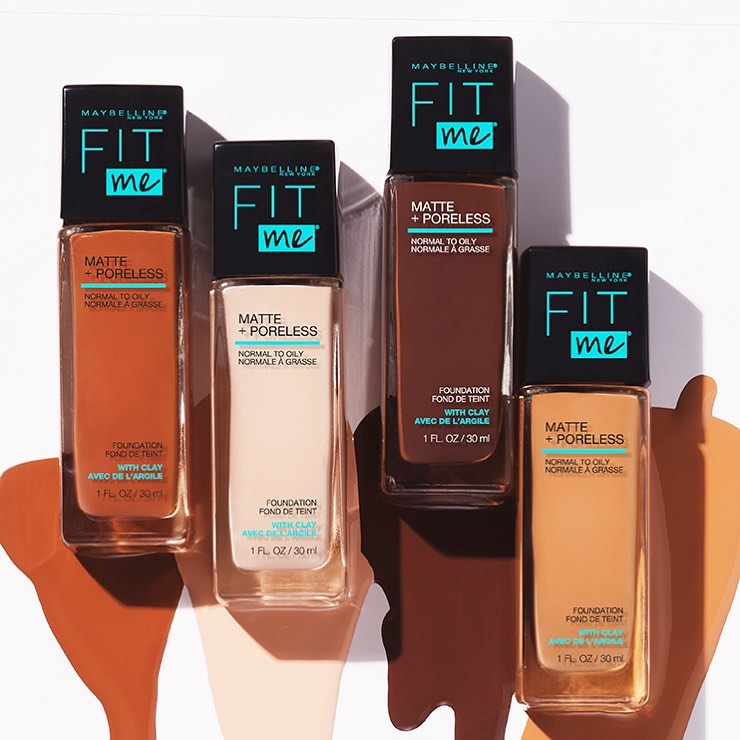 MAYBELLINE®
NEW YORK
FIT
me®
MATTE
+ PORELESS
NORMAL TO OILY
NORMALE À GRASSE
FOUNDATION
FOND DE TEINT
WITH CLAY
AVEC DE L'ARGILE
1 FL. OZ / 30 ml
MAYBELLINE®
NEW YORK
FIT
me®
MATTE
+ PORELESS
NORMAL TO OILY
NORMALE À GRASSE
FOUNDATION
FOND DE TEINT
WITH CLAY
AVEC DE L'ARGILE
1 FL. OZ / 30 ml
MAYBELLINE®
NEW YORK
FIT
me®
MATTE
+ PORELESS
NORMAL TO OILY
NORMALE À GRASSE
FOUNDATION
FOND DE TEINT
WITH CLAY
AVEC DE L'ARGILE
1 FL. OZ / 30 ml
MAYBELLINE®
NEW YORK
FIT
me®
MATTE
+ PORELESS
NORMAL TO OILY
NORMALE À GRASSE
FOUNDATION
FOND DE TEINT
WITH CLAY
AVEC DE L'ARGILE
1 FL. OZ / 30 ml